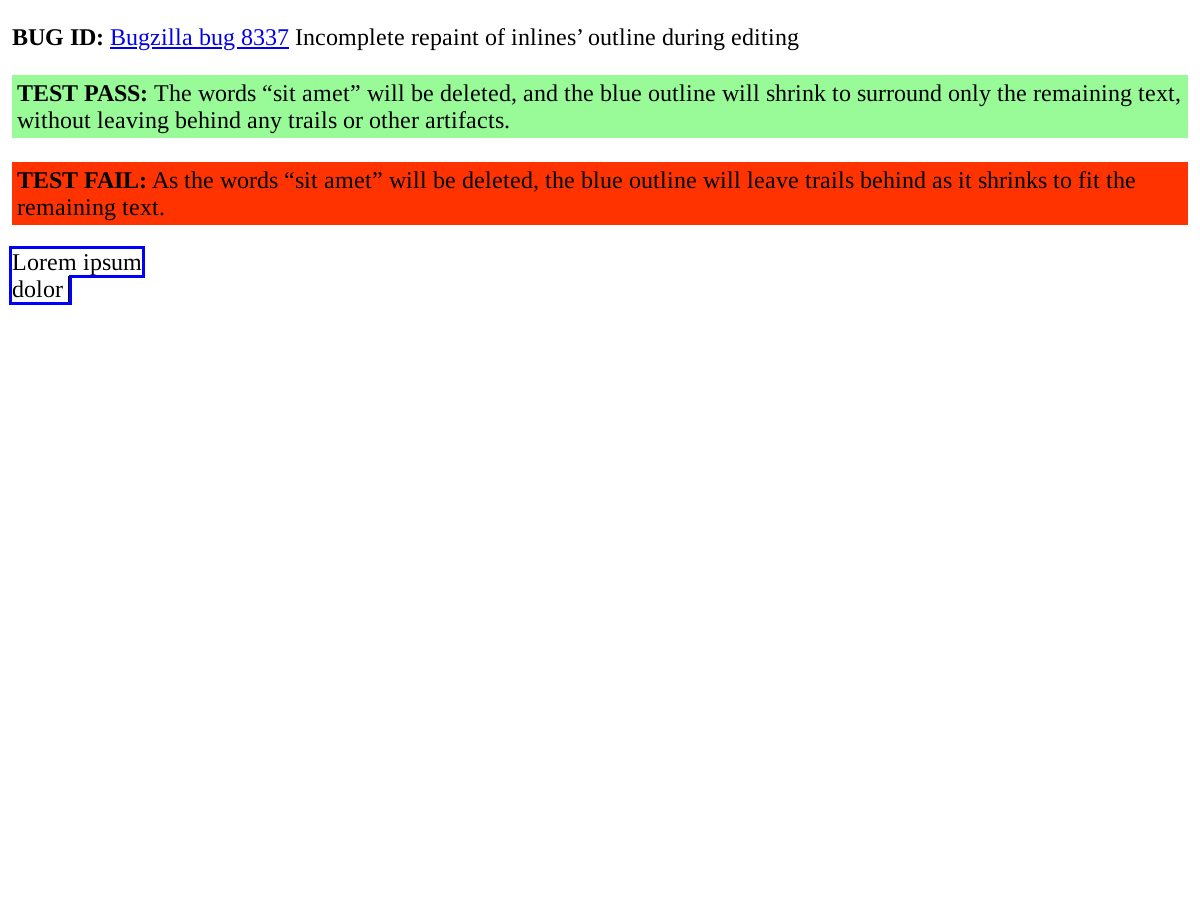 BUG ID: Bugzilla bug 8337 Incomplete repaint of inlines’ outline during editing
TEST PASS: The words “sit amet” will be deleted, and the blue outline will shrink to surround only the remaining text,
without leaving behind any trails or other artifacts.
TEST FAIL: As the words “sit amet” will be deleted, the blue outline will leave trails behind as it shrinks to fit the
remaining text.
Lorem ipsum
dolor